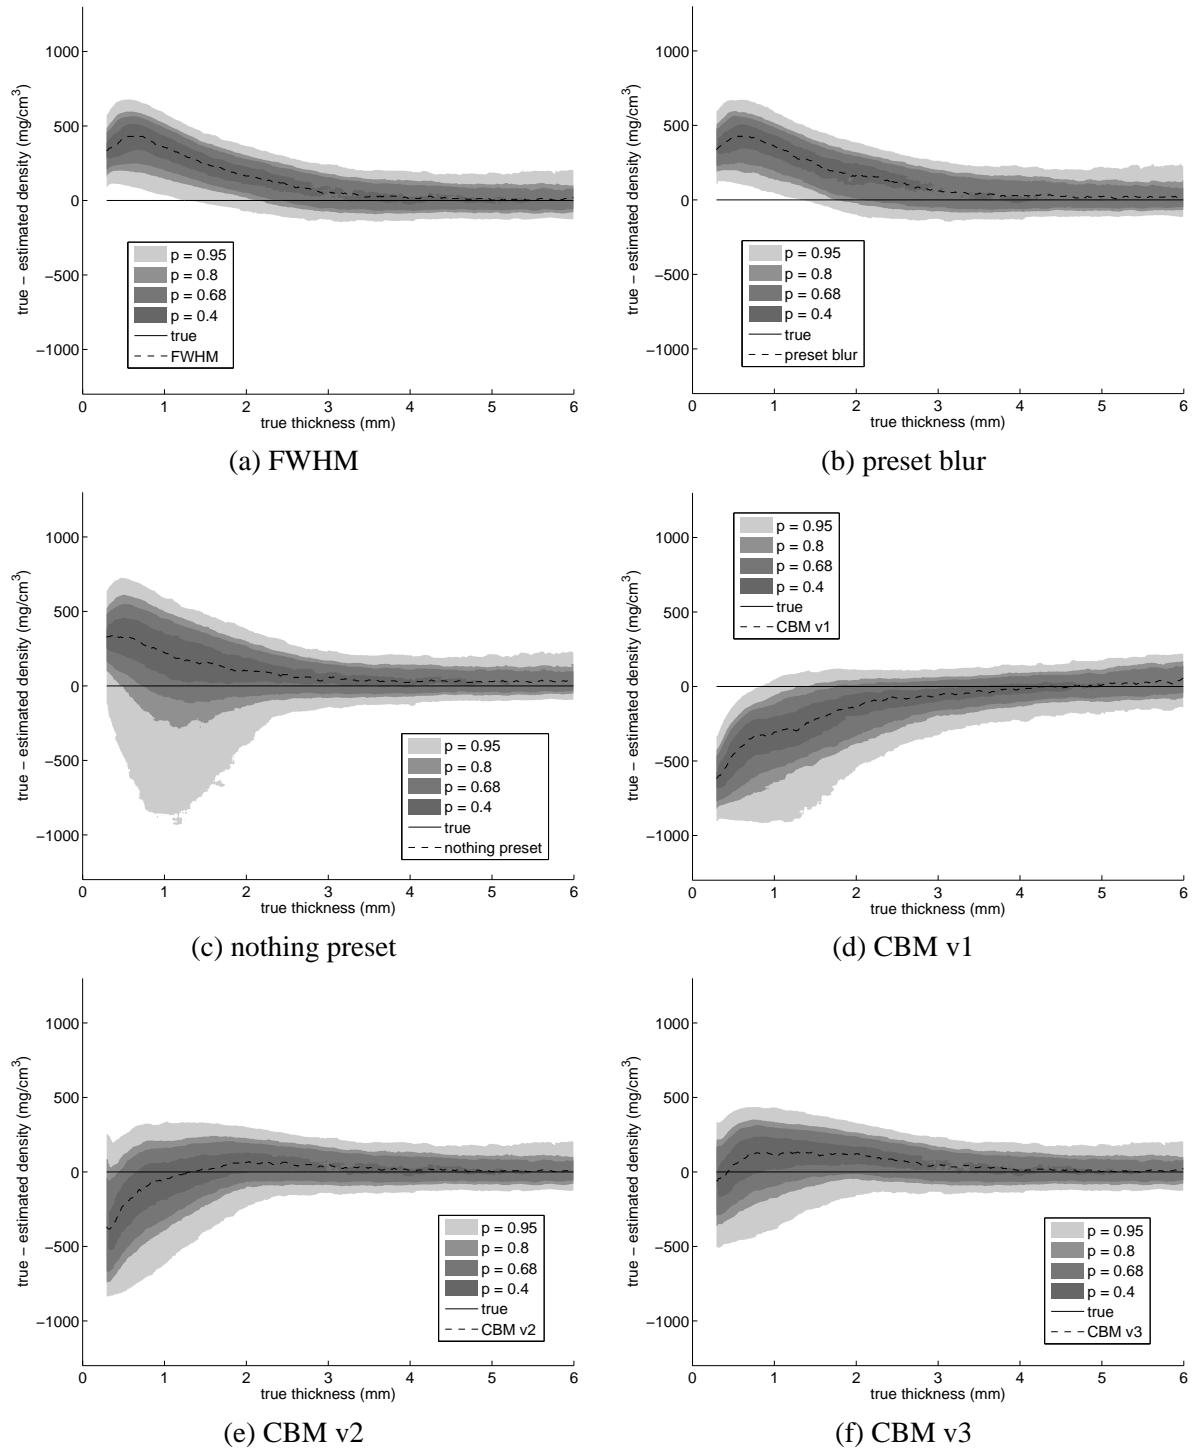 true − estimated density (mg/cm³)
1000
500
0
−500
−1000
p = 0.95
p = 0.8
p = 0.68
p = 0.4
true
FWHM
0 1 2 3 4 5 6
true thickness (mm)
(a) FWHM
true − estimated density (mg/cm³)
1000
500
0
−500
−1000
p = 0.95
p = 0.8
p = 0.68
p = 0.4
true
preset blur
0 1 2 3 4 5 6
true thickness (mm)
(b) preset blur
true − estimated density (mg/cm³)
1000
500
0
−500
−1000
p = 0.95
p = 0.8
p = 0.68
p = 0.4
true
nothing preset
0 1 2 3 4 5 6
true thickness (mm)
(c) nothing preset
true − estimated density (mg/cm³)
1000
500
0
−500
−1000
p = 0.95
p = 0.8
p = 0.68
p = 0.4
true
CBM v1
0 1 2 3 4 5 6
true thickness (mm)
(d) CBM v1
true − estimated density (mg/cm³)
1000
500
0
−500
−1000
p = 0.95
p = 0.8
p = 0.68
p = 0.4
true
CBM v2
0 1 2 3 4 5 6
true thickness (mm)
(e) CBM v2
true − estimated density (mg/cm³)
1000
500
0
−500
−1000
p = 0.95
p = 0.8
p = 0.68
p = 0.4
true
CBM v3
0 1 2 3 4 5 6
true thickness (mm)
(f) CBM v3